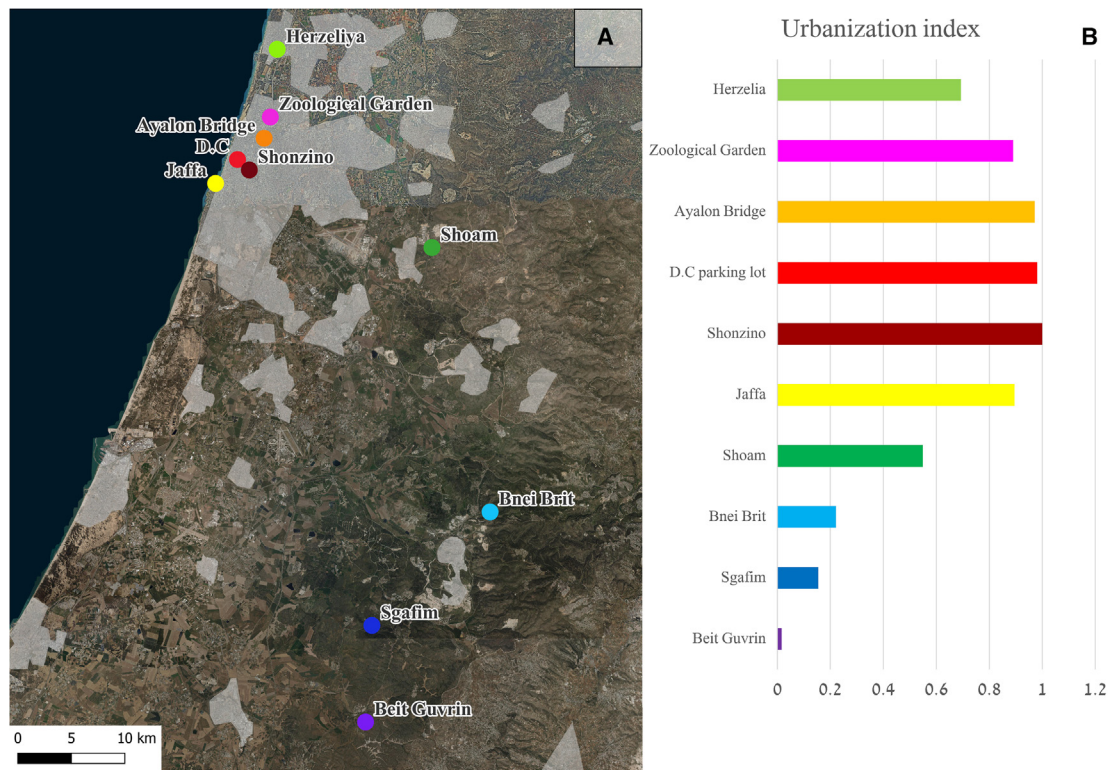 A
Herzeliya
Zoological Garden
Ayalon Bridge
D.C
Shonzino
Jaffa
Shoam
Bnei Brit
Sgafim
Beit Guvrin
0 5 10 km
Urbanization index
B
Herzelia
Zoological Garden
Ayalon Bridge
D.C parking lot
Shonzino
Jaffa
Shoam
Bnei Brit
Sgafim
Beit Guvrin
0 0.2 0.4 0.6 0.8 1 1.2